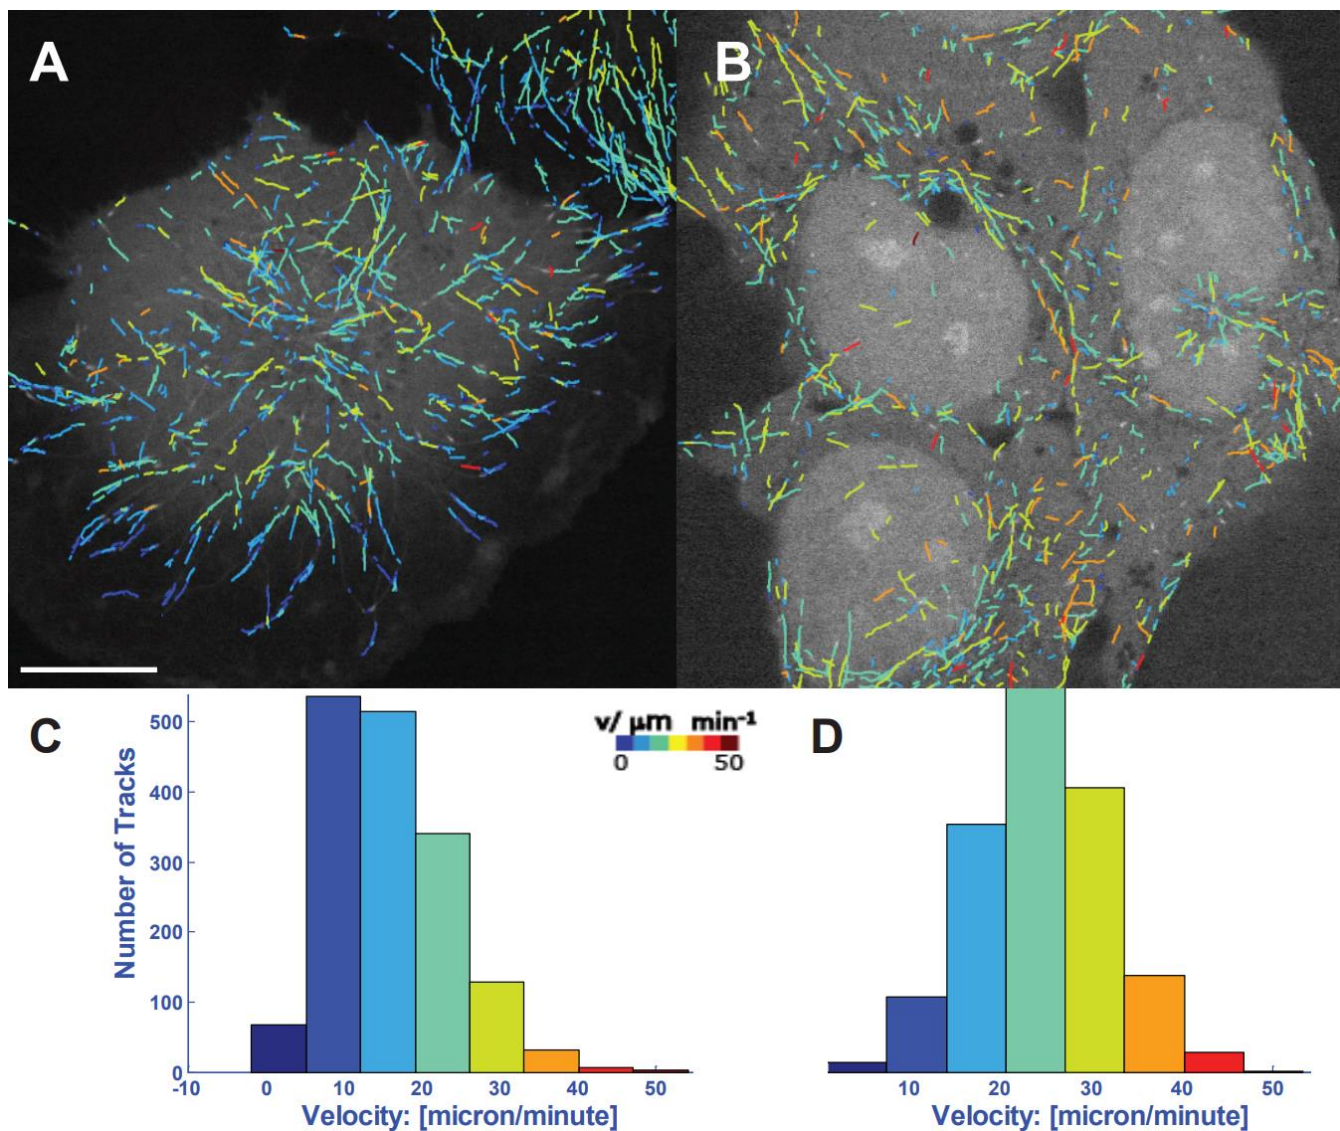 A
B
C
v/ μm min⁻¹
0 50
D
Number of Tracks
500
400
300
200
100
0
-10 0 10 20 30 40 50
Velocity: [micron/minute]
10 20 30 40 50
Velocity: [micron/minute]